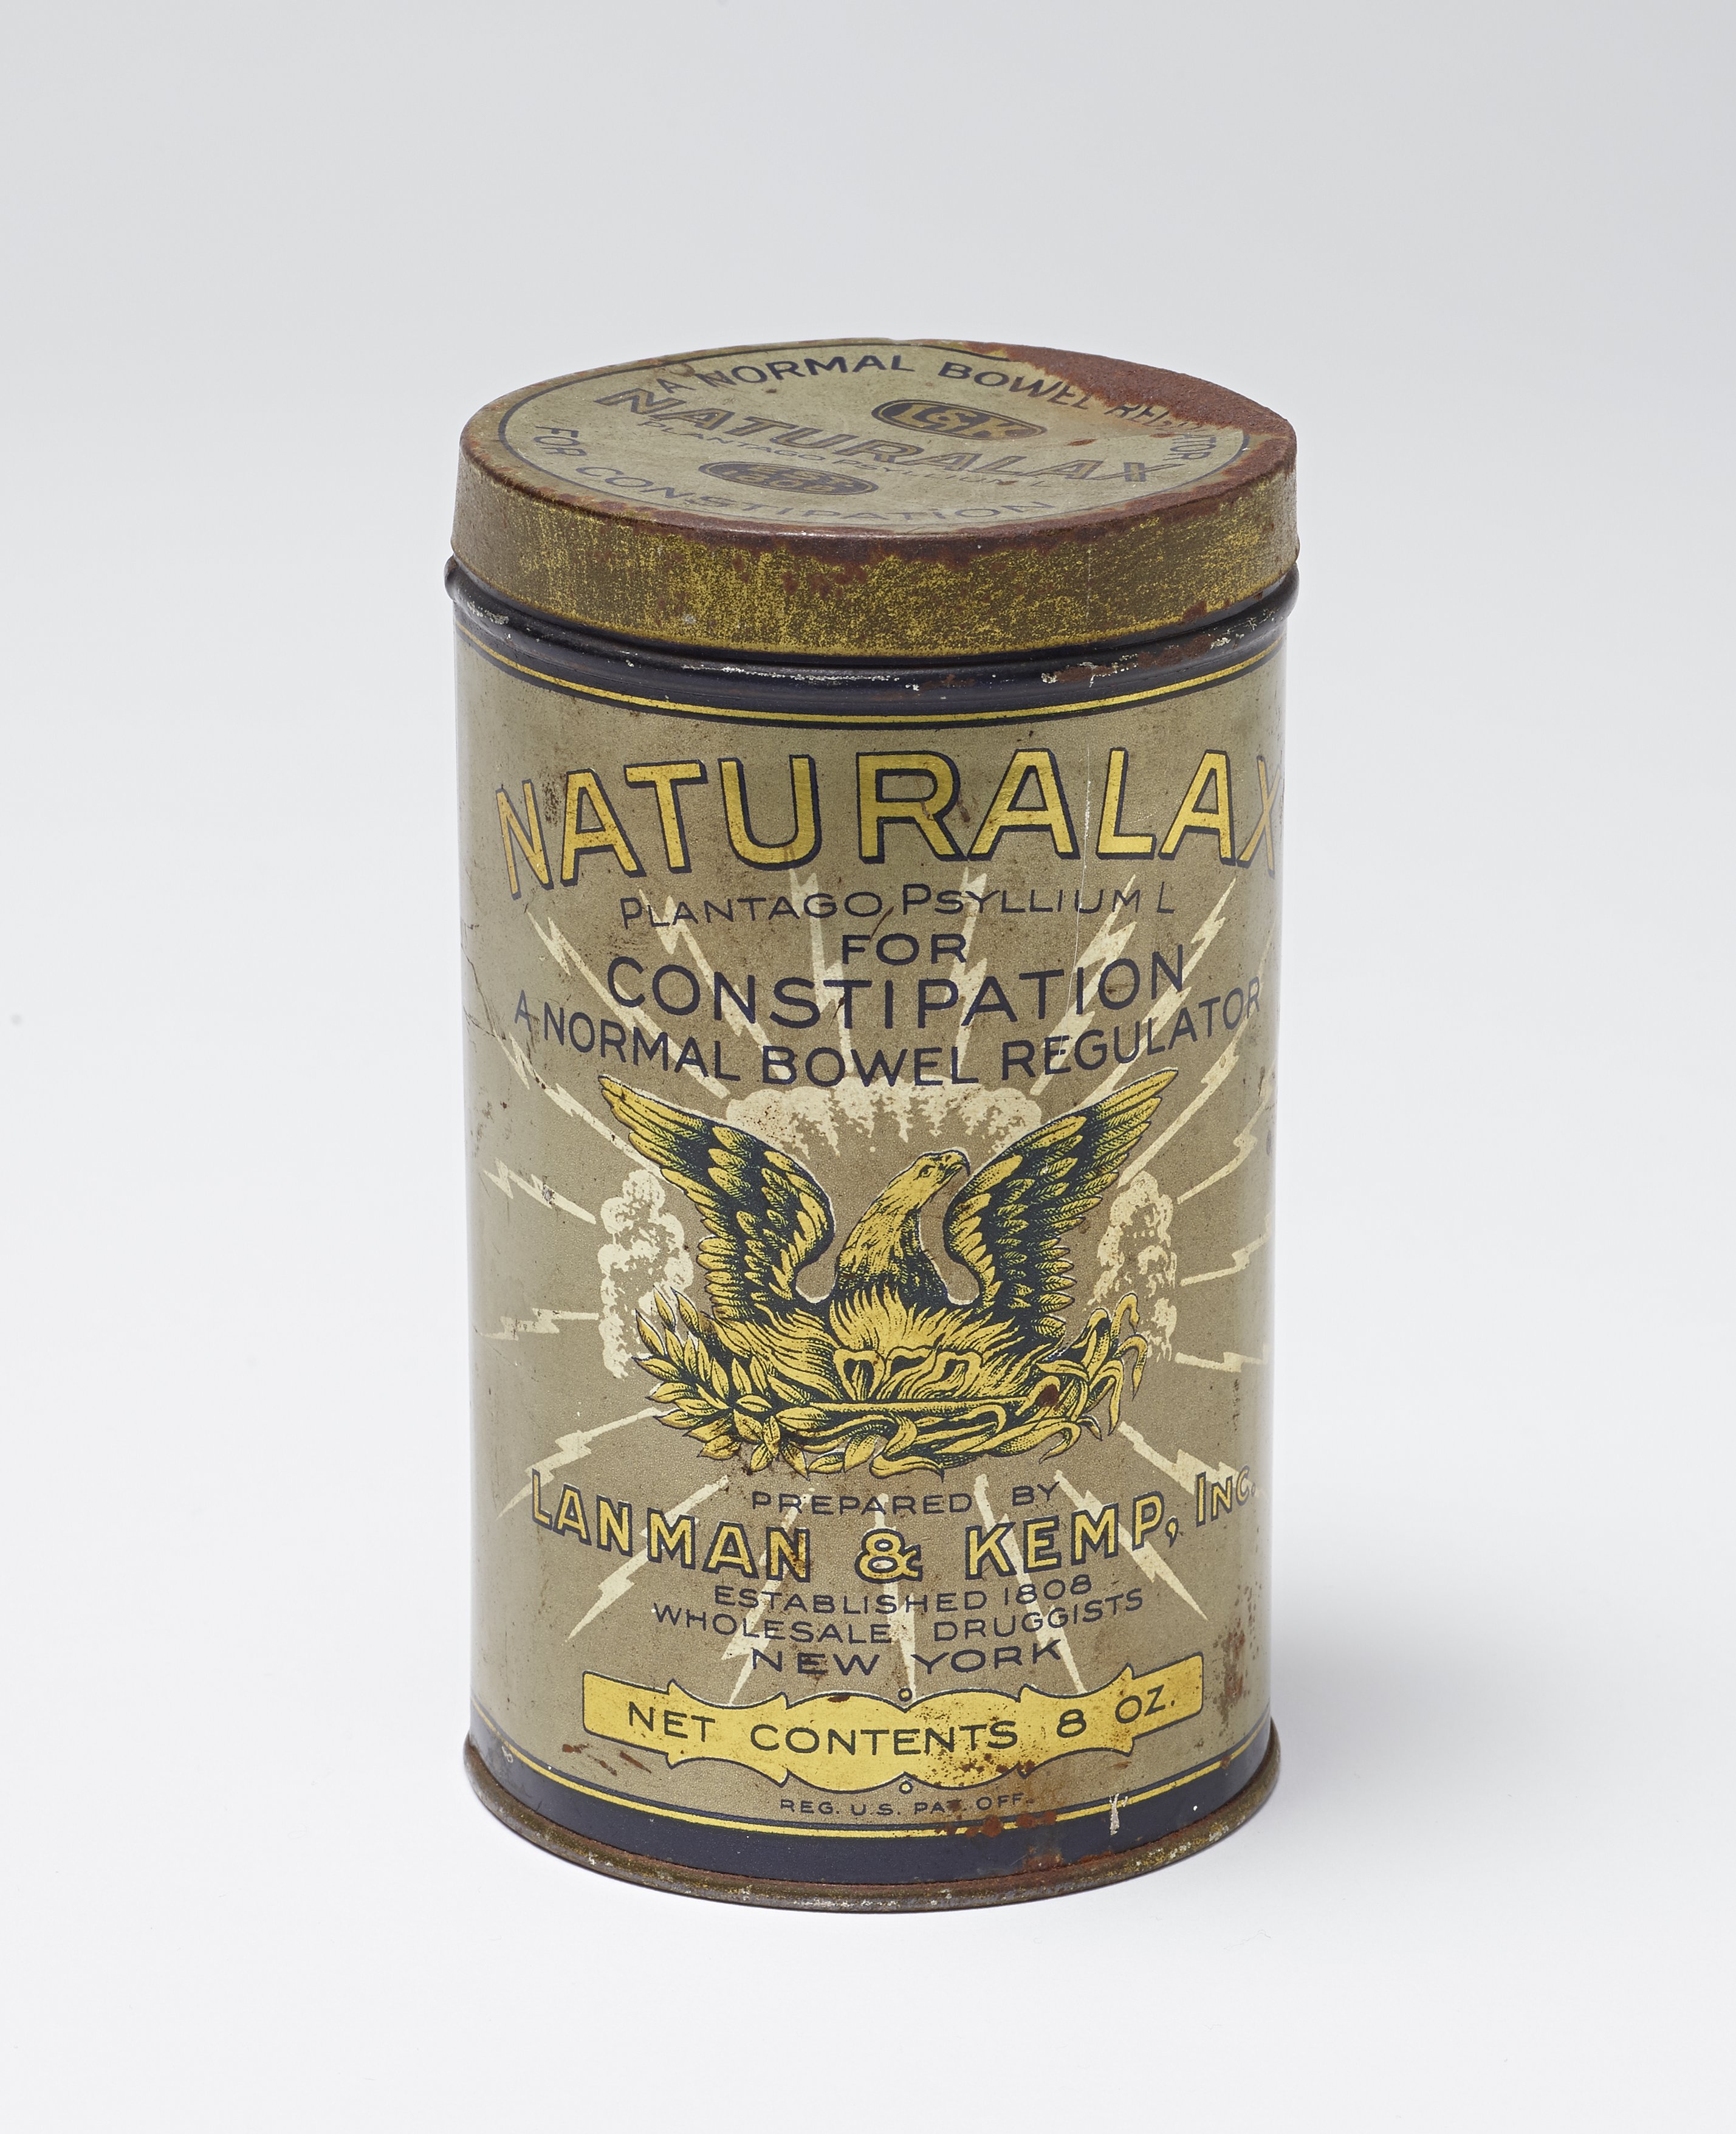 A NORMAL BOWEL
L&K
NATURALAX
PLANTAGO PSYLLIUM L
FOR CONSTIPATION
NATURALAX
PLANTAGO PSYLLIUM L
FOR
CONSTIPATION
A NORMAL BOWEL REGULATOR
PREPARED BY
LANMAN & KEMP, INC.
ESTABLISHED 1808
WHOLESALE DRUGGISTS
NEW YORK
NET CONTENTS 8 OZ.
REG. U.S. PAT. OFF.